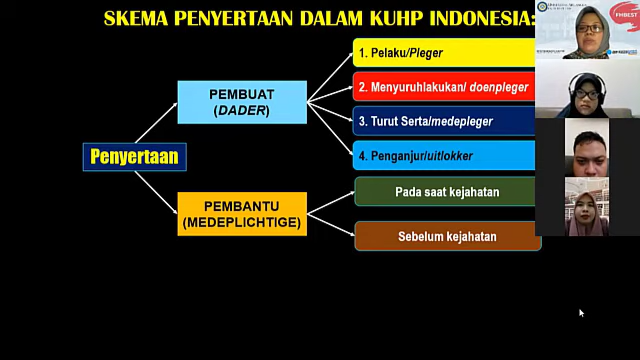 SKEMA PENYERTAAN DALAM KUHP INDONESIA:
Penyertaan
PEMBUAT
(DADER)
1. Pelaku/Pleger
2. Menyuruhlakukan/ doenpleger
3. Turut Serta/medepleger
4. Penganjur/uitlokker
PEMBANTU
(MEDEPLICHTIGE)
Pada saat kejahatan
Sebelum kejahatan
FHBEST